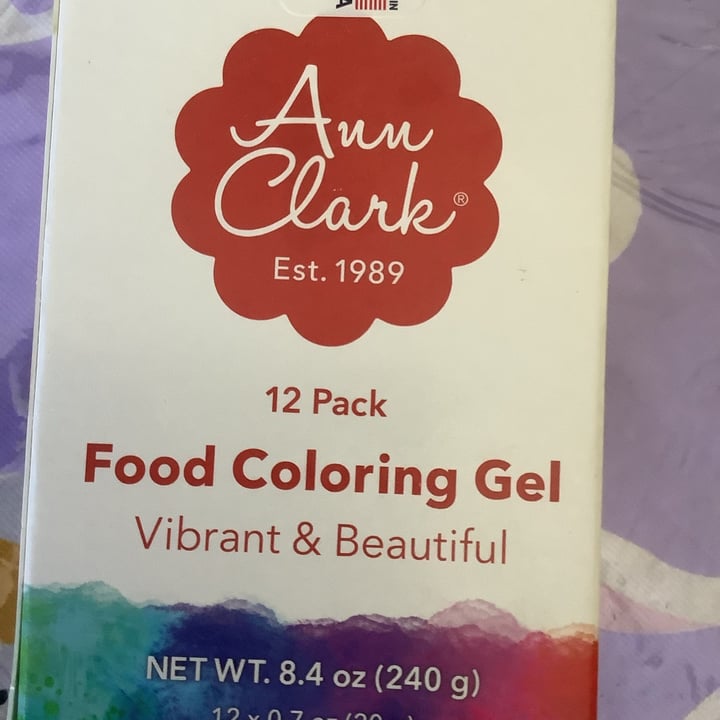 Ann
Clark®
Est. 1989
12 Pack
Food Coloring Gel
Vibrant & Beautiful
NET WT. 8.4 oz (240 g)